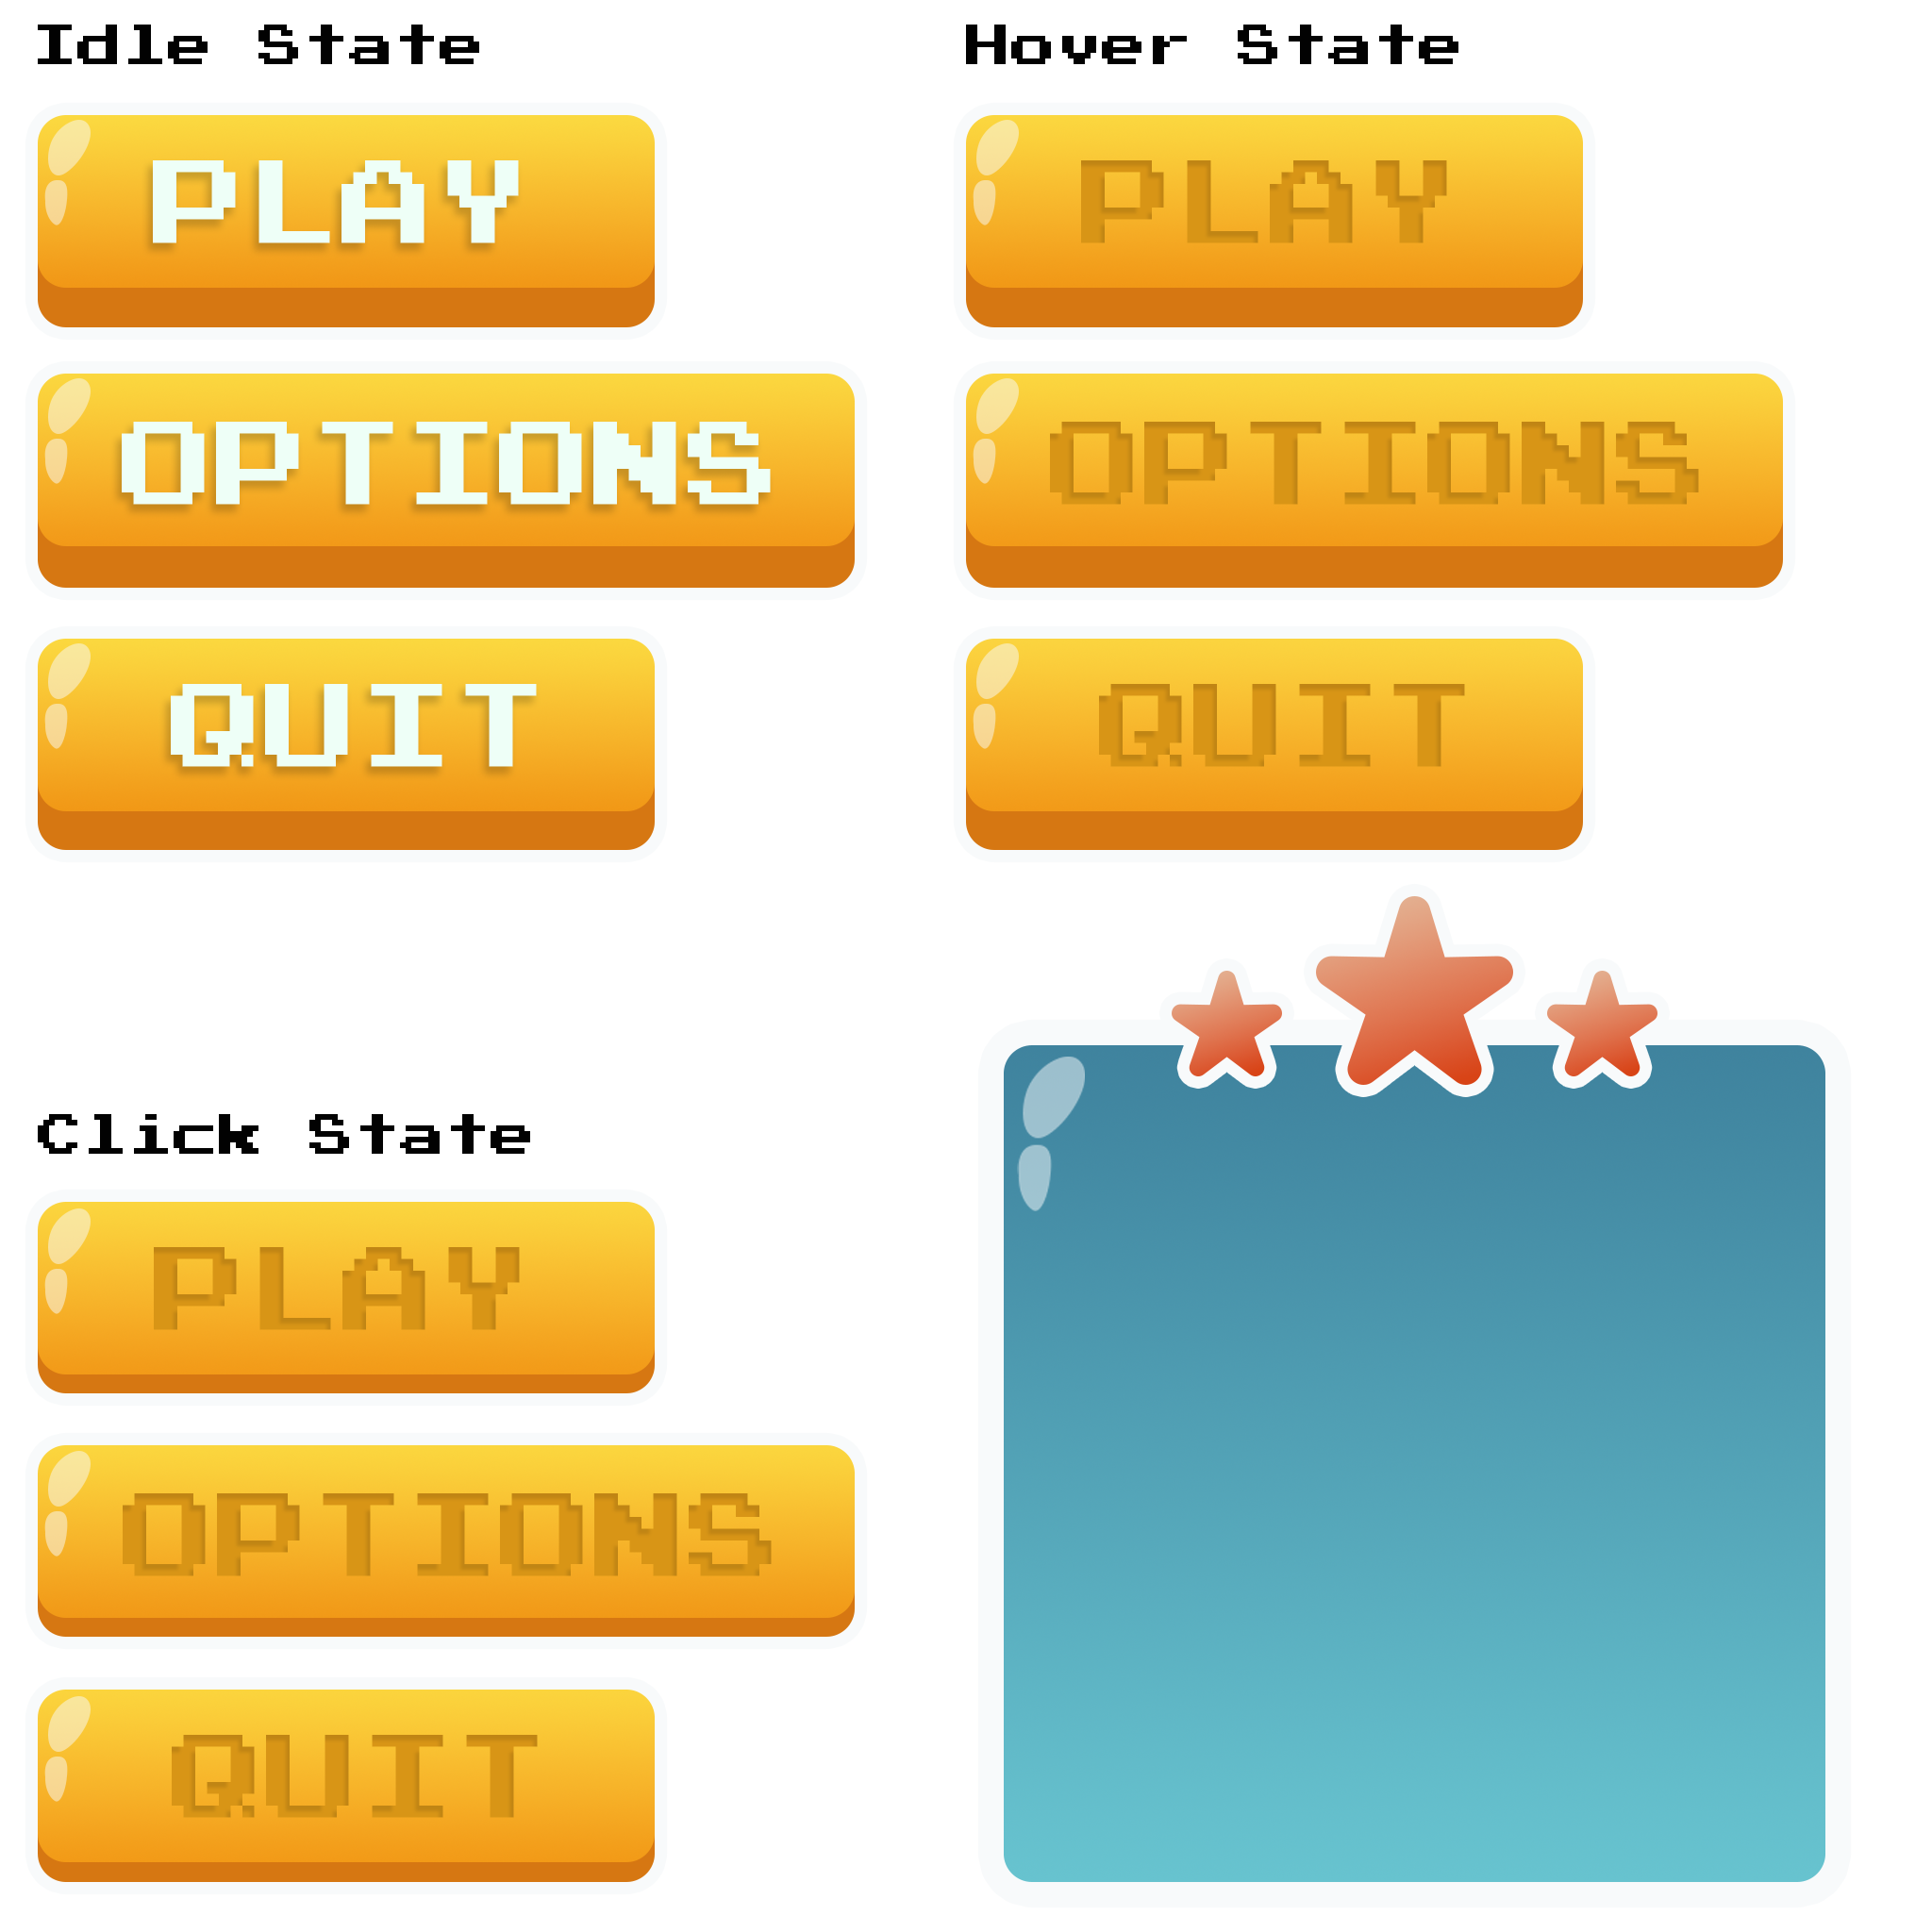 Idle State
PLAY
OPTIONS
QUIT
Hover State
PLAY
OPTIONS
QUIT
Click State
PLAY
OPTIONS
QUIT